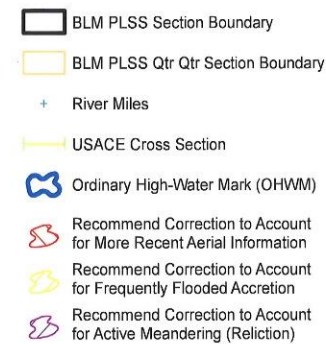 BLM PLSS Section Boundary
BLM PLSS Qtr Qtr Section Boundary
River Miles
USACE Cross Section
Ordinary High-Water Mark (OHWM)
Recommend Correction to Account
for More Recent Aerial Information
Recommend Correction to Account
for Frequently Flooded Accretion
Recommend Correction to Account
for Active Meandering (Reliction)